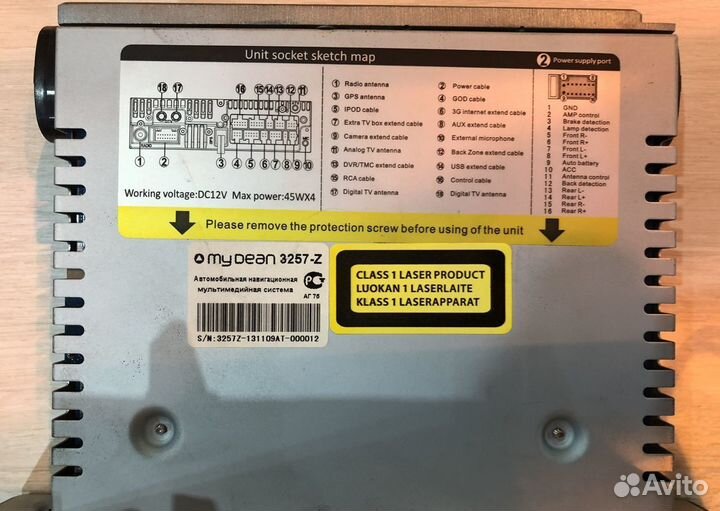 Unit socket sketch map
2 Power supply port
18 17 16 15 14 13 12 11
RADIO
1 2 3 4 5 6 7 8 9 10
Working voltage:DC12V Max power:45WX4
1 Radio antenna
2 Power cable
3 GPS antenna
4 GOD cable
5 IPOD cable
6 3G internet extend cable
7 Extra TV box extend cable
8 AUX extend cable
9 Camera extend cable
10 External microphone
11 Analog TV antenna
12 Back Zone extend cable
13 DVR/TMC extend cable
14 USB extend cable
15 RCA cable
16 Control cable
17 Digital TV antenna
18 Digital TV antenna
1 GND
2 AMP control
3 Brake detection
4 Lamp detection
5 Front R-
6 Front R+
7 Front L-
8 Front L+
9 Auto battery
10 ACC
11 Antenna control
12 Back detection
13 Rear L-
14 Rear L+
15 Rear R-
16 Rear R+
Please remove the protection screw before using of the unit
my Dean 3257-Z
Автомобильная навигационная
мультимедийная система
АГ 76
S/N:3257Z-131109AT-000012
CLASS 1 LASER PRODUCT
LUOKAN 1 LASERLAITE
KLASS 1 LASERAPPARAT
Avito